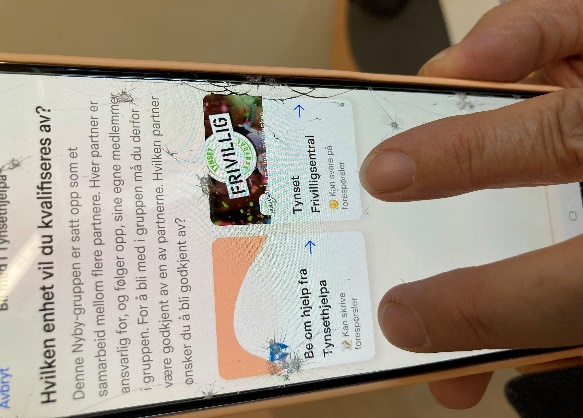 Avbryt
Bli med i Tynsethjelpa
Hvilken enhet vil du kvalifiseres av?
Denne Nyby-gruppen er satt opp som et
samarbeid mellom flere partnere. Hver partner er
ansvarlig for, og følger opp, sine egne medlemmer
i gruppen. For å bli med i gruppen må du derfor
være godkjent av en av partnerne. Hvilken partner
ønsker du å bli godkjent av?
Be om hjelp fra
Tynsethjelpa
Kan skrive
forespørsler
FRIVILLIG
Tynset
Frivilligsentral
Kan svare på
forespørsler